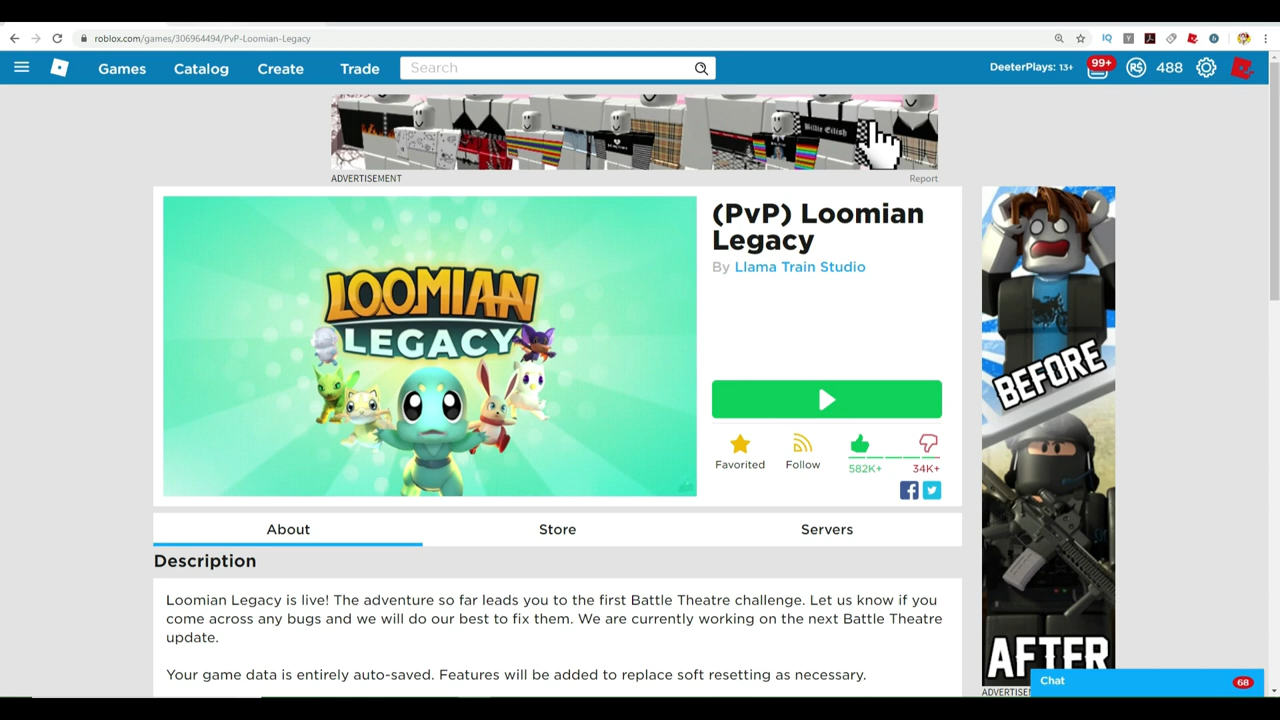 roblox.com/games/306964494/PvP-Loomian-Legacy
IQ
Games
Catalog
Create
Trade
Search
DeeterPlays: 13+
99+
R$
488
Billie Eilish
ADVERTISEMENT
Report
LOOMIAN
LEGACY
(PvP) Loomian
Legacy
By Llama Train Studio
Favorited
Follow
582K+
34K+
BEFORE
AFTER
About
Store
Servers
Description
Loomian Legacy is live! The adventure so far leads you to the first Battle Theatre challenge. Let us know if you
come across any bugs and we will do our best to fix them. We are currently working on the next Battle Theatre
update.
Your game data is entirely auto-saved. Features will be added to replace soft resetting as necessary.
ADVERTISEM
Chat
68